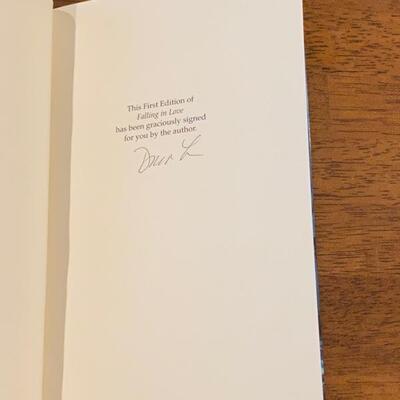 This First Edition of
Falling in Love
has been graciously signed
for you by the author.